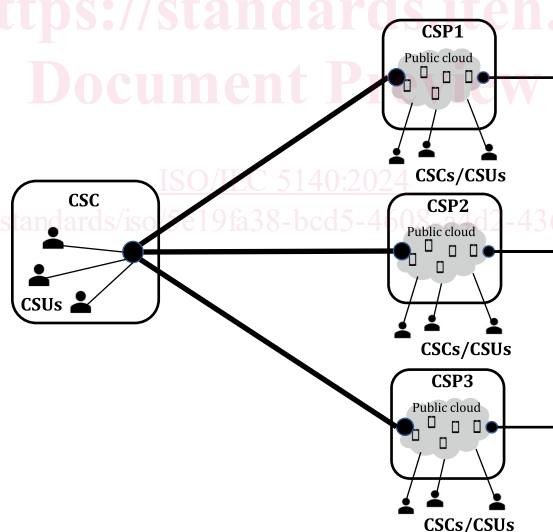 https://standards.iteh.
Document Preview
CSP1
Public cloud
CSCs/CSUs
ISO/IEC 5140:2024
CSC
CSUs
CSP2
Public cloud
CSCs/CSUs
CSP3
Public cloud
CSCs/CSUs